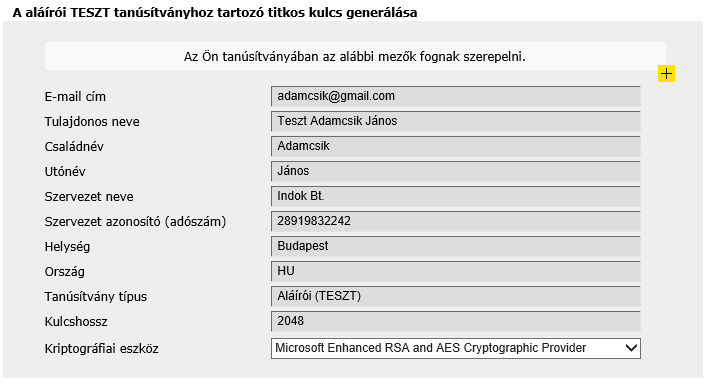 A aláírói TESZT tanúsítványhoz tartozó titkos kulcs generálása
Az Ön tanúsítványában az alábbi mezők fognak szerepelni.
E-mail cím adamcsik@gmail.com
Tulajdonos neve Teszt Adamcsik János
Családnév Adamcsik
Utónév János
Szervezet neve Indok Bt.
Szervezet azonosító (adószám) 28919832242
Helység Budapest
Ország HU
Tanúsítvány típus Aláírói (TESZT)
Kulcshossz 2048
Kriptográfiai eszköz Microsoft Enhanced RSA and AES Cryptographic Provider